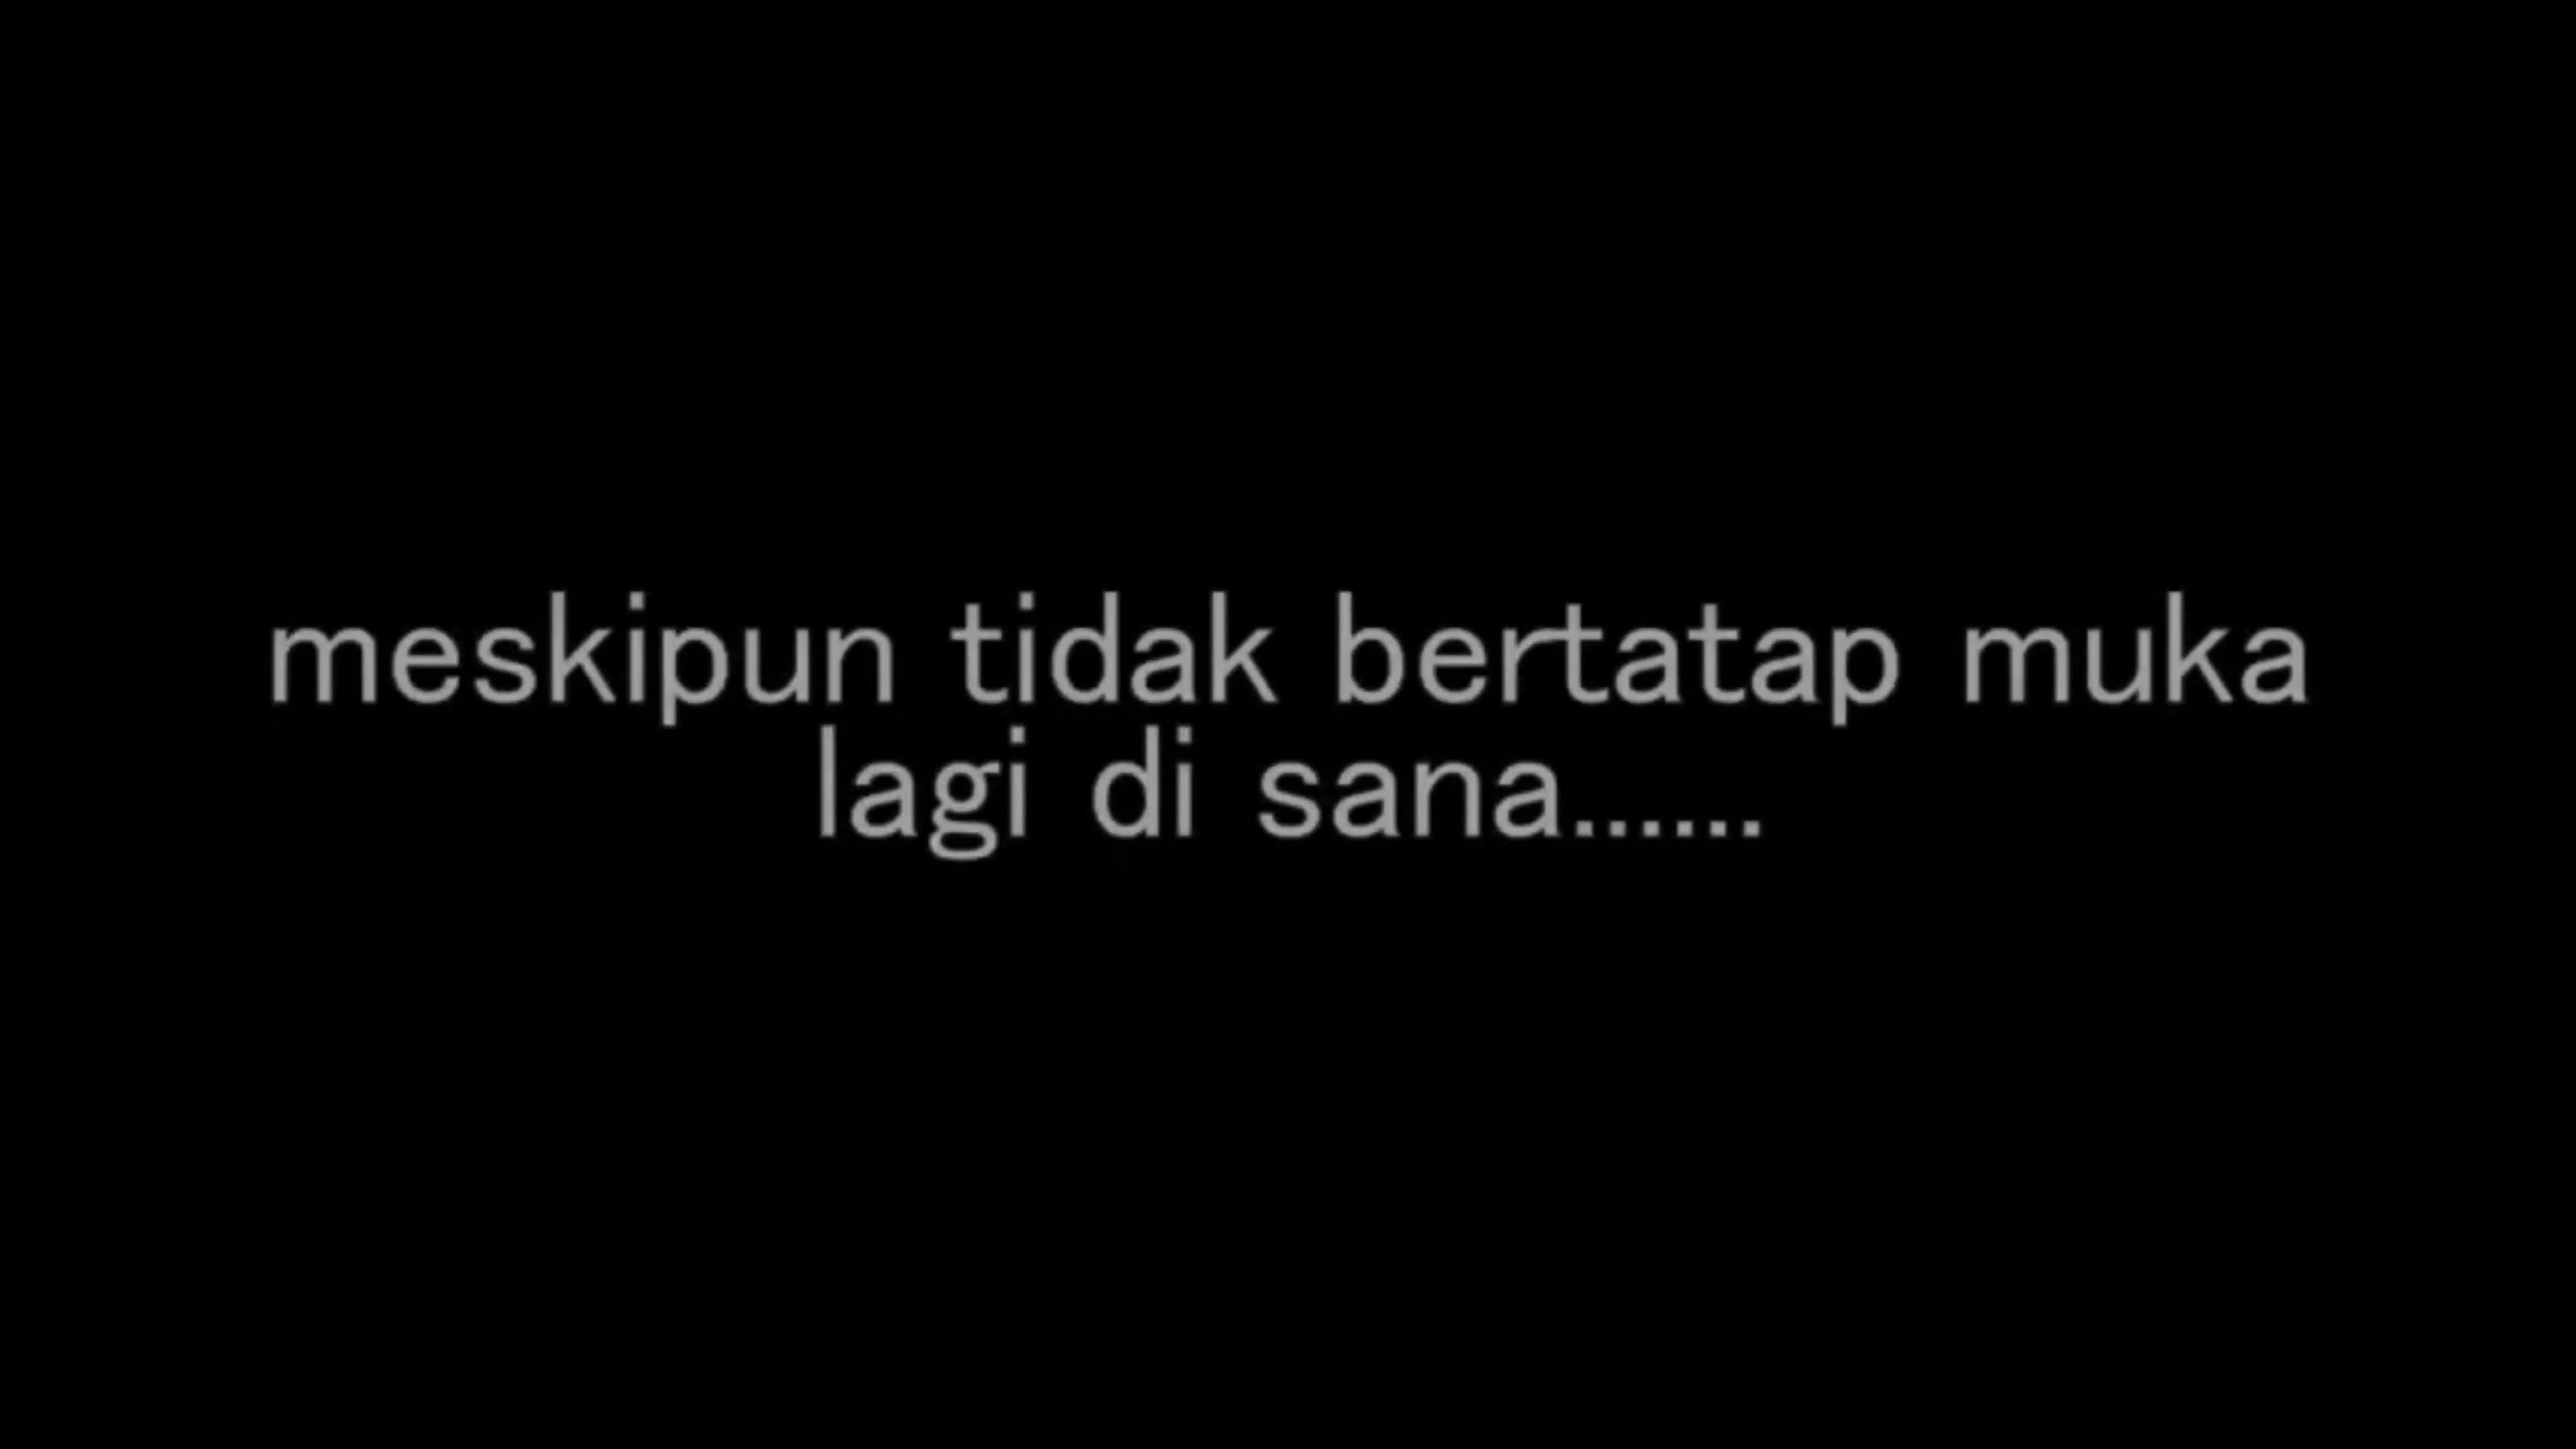 meskipun tidak bertatap muka
lagi di sana......